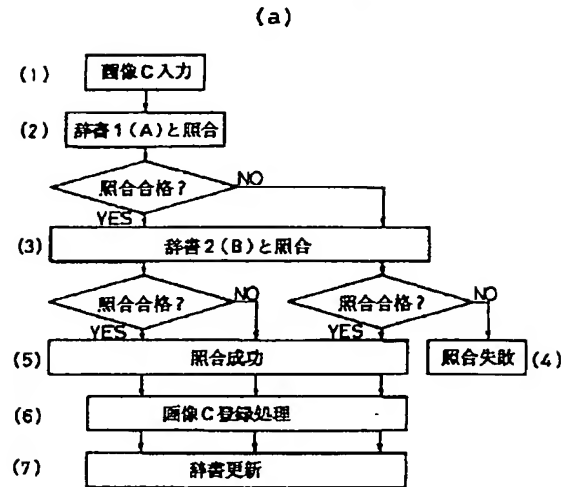 (a)
(1) 画像C入力
(2) 辞書1(A)と照合
照合合格?
NO
YES
(3) 辞書2(B)と照合
照合合格? NO 照合合格? NO
YES YES
(5) 照合成功 照合失敗 (4)
(6) 画像C登録処理
(7) 辞書更新